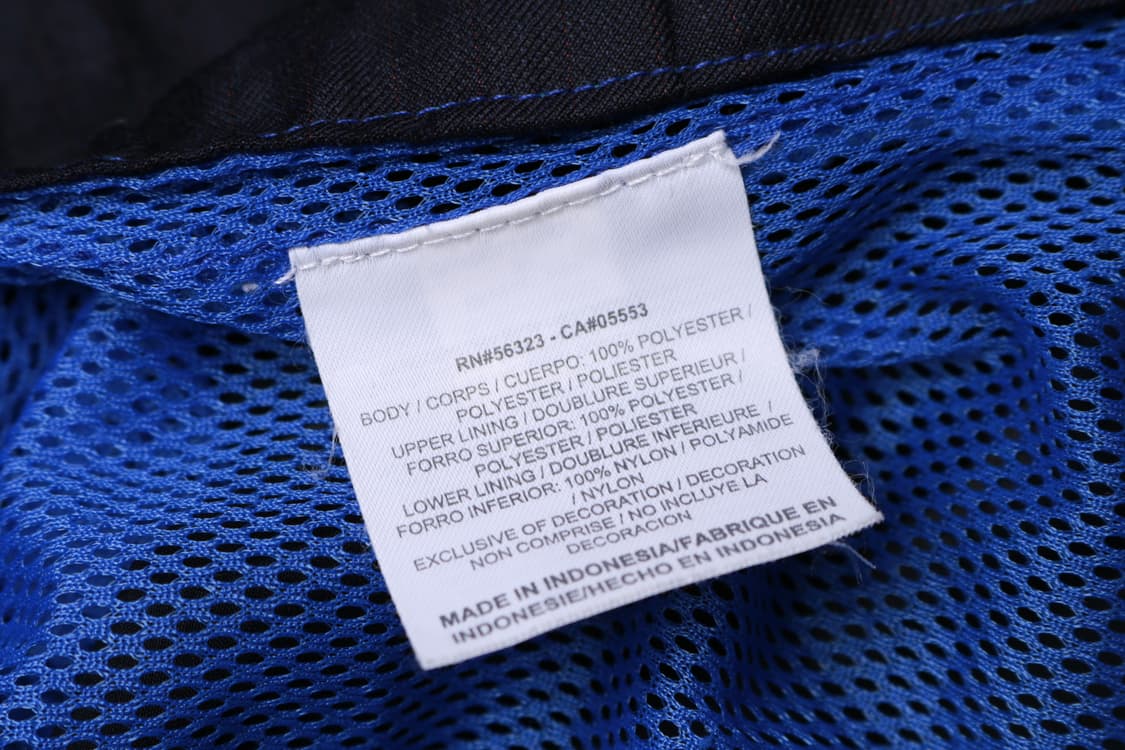 RN#56323 - CA#05553
BODY / CORPS / CUERPO: 100% POLYESTER /
POLYESTER / POLIESTER
UPPER LINING / DOUBLURE SUPERIEUR /
FORRO SUPERIOR: 100% POLYESTER /
POLYESTER / POLIESTER
LOWER LINING / DOUBLURE INFERIEURE /
FORRO INFERIOR: 100% NYLON / POLYAMIDE
/ NYLON
EXCLUSIVE OF DECORATION / DECORATION
NON COMPRISE / NO INCLUYE LA
DECORACION
MADE IN INDONESIA/FABRIQUE EN
INDONESIE/HECHO EN INDONESIA